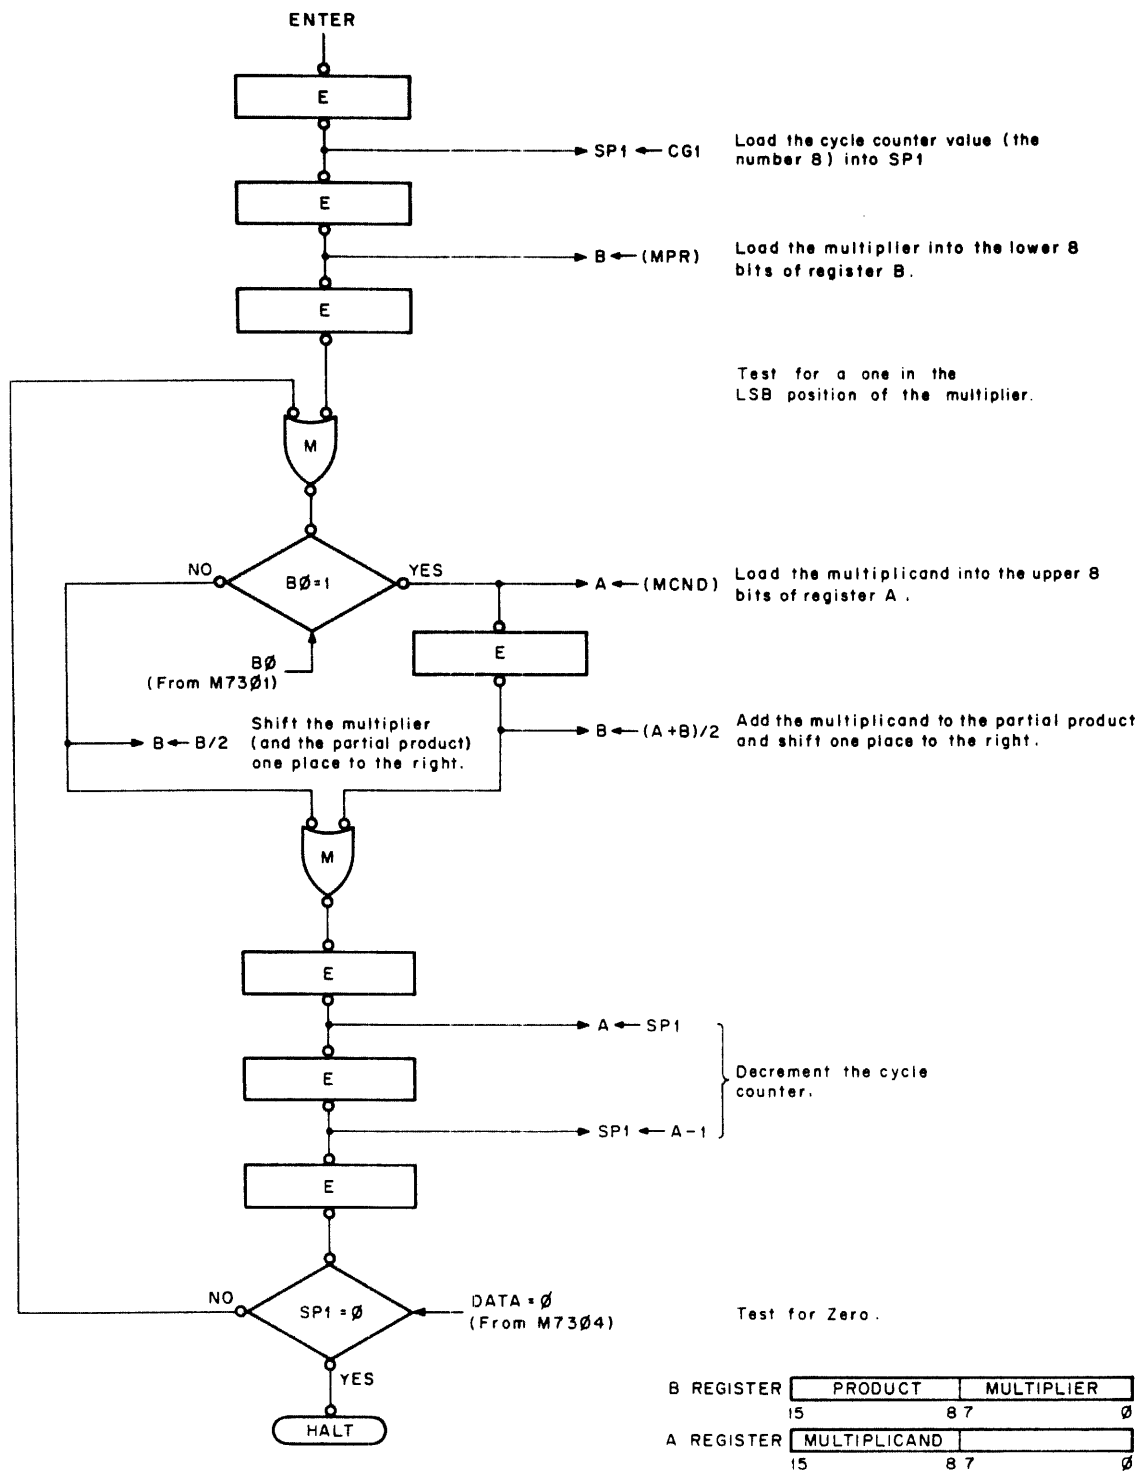 ENTER
E
SP1 ← CG1
Load the cycle counter value (the
number 8) into SP1
E
B ← (MPR)
Load the multiplier into the lower 8
bits of register B.
E
Test for a one in the
LSB position of the multiplier.
M
NO
BØ=1
YES
A ← (MCND)
Load the multiplicand into the upper 8
bits of register A.
E
BØ
(From M73Ø1)
B ← B/2
Shift the multiplier
(and the partial product)
one place to the right.
B ← (A+B)/2
Add the multiplicand to the partial product
and shift one place to the right.
M
E
A ← SP1
E
Decrement the cycle
counter.
SP1 ← A-1
E
NO
SP1 = Ø
DATA = Ø
(From M73Ø4)
Test for Zero.
YES
HALT
B REGISTER PRODUCT MULTIPLIER
15 8 7 Ø
A REGISTER MULTIPLICAND
15 8 7 Ø